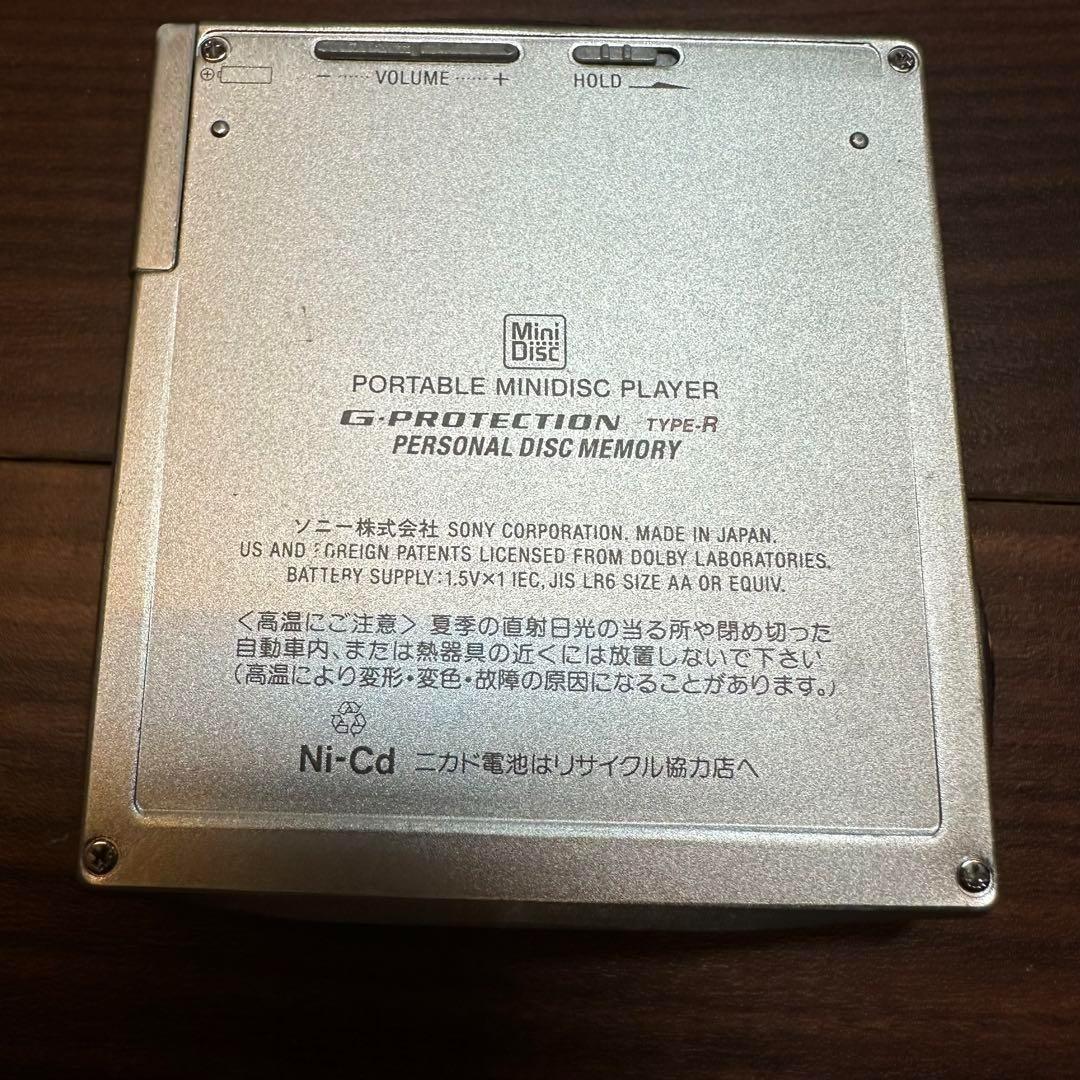 ⊕
− ...... VOLUME ...... +
HOLD
Mini
Disc
PORTABLE MINIDISC PLAYER
G·PROTECTION TYPE-R
PERSONAL DISC MEMORY
ソニー株式会社 SONY CORPORATION. MADE IN JAPAN.
US AND FOREIGN PATENTS LICENSED FROM DOLBY LABORATORIES.
BATTERY SUPPLY:1.5V×1 IEC, JIS LR6 SIZE AA OR EQUIV.
〈高温にご注意〉夏季の直射日光の当る所や閉め切った
自動車内、または熱器具の近くには放置しないで下さい
(高温により変形・変色・故障の原因になることがあります。)
Ni-Cd ニカド電池はリサイクル協力店へ